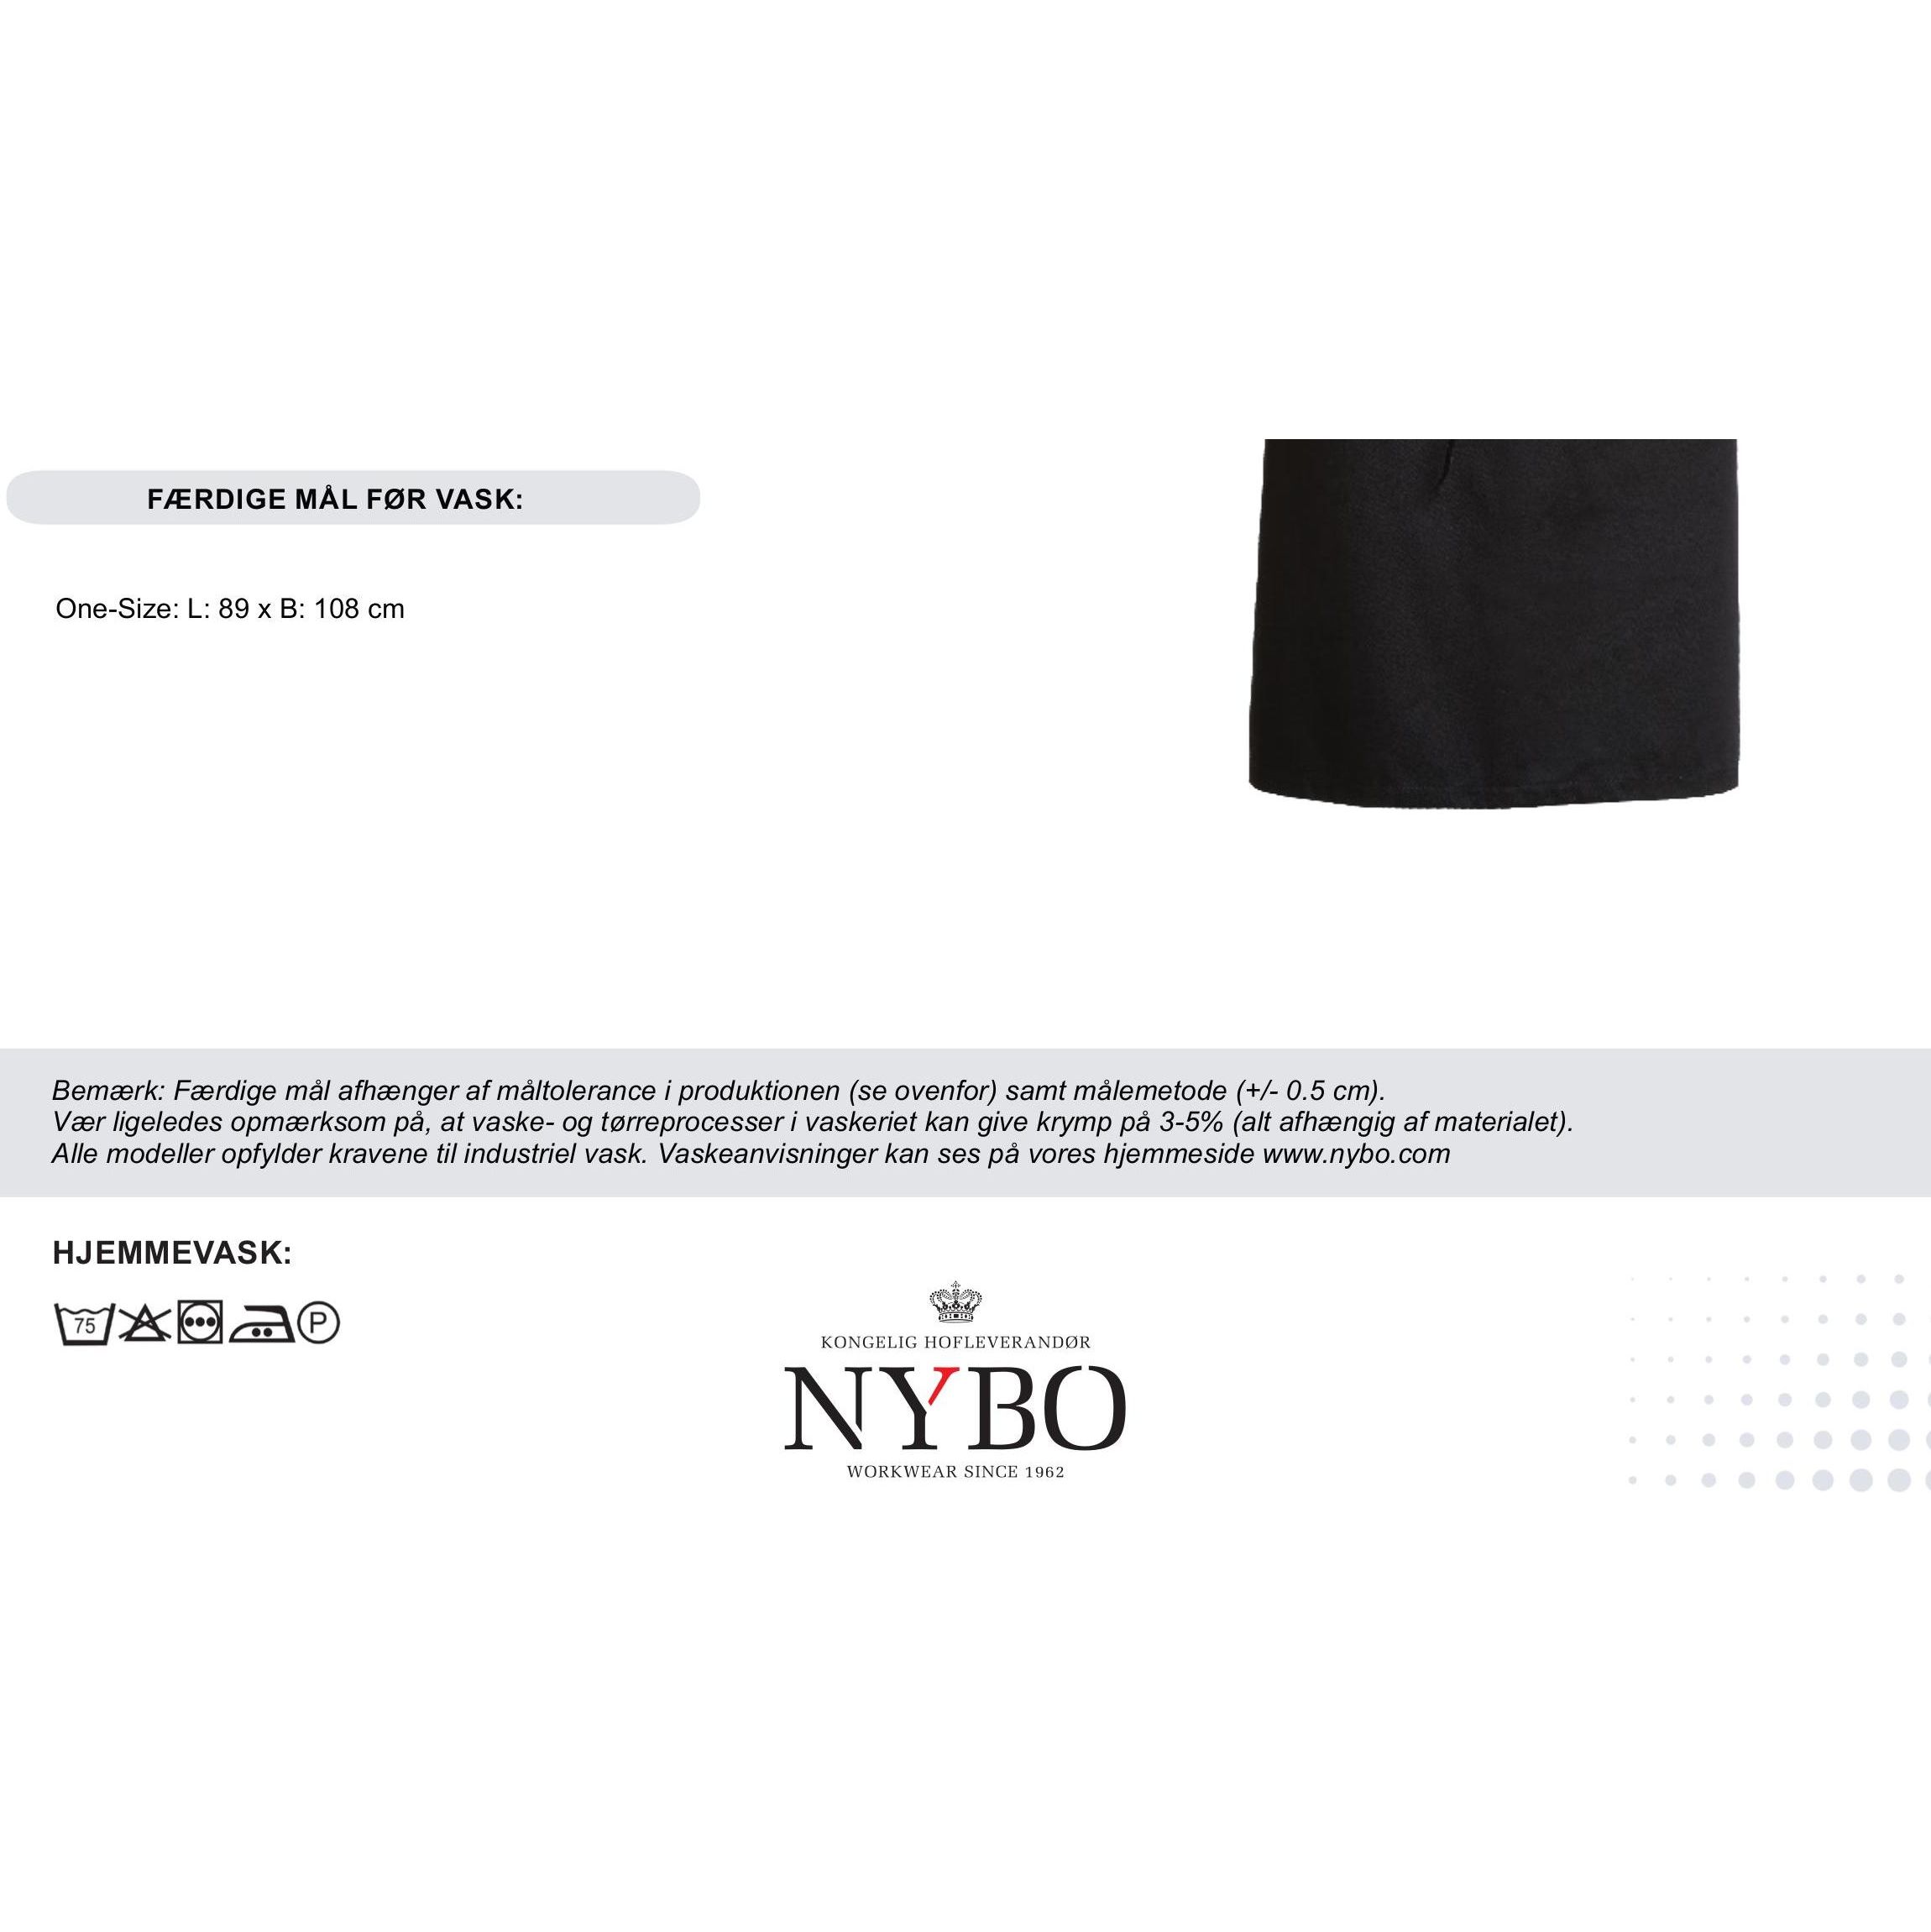 FÆRDIGE MÅL FØR VASK:
One-Size: L: 89 x B: 108 cm
Bemærk: Færdige mål afhænger af måltolerance i produktionen (se ovenfor) samt målemetode (+/- 0.5 cm).
Vær ligeledes opmærksom på, at vaske- og tørreprocesser i vaskeriet kan give krymp på 3-5% (alt afhængig af materialet).
Alle modeller opfylder kravene til industriel vask. Vaskeanvisninger kan ses på vores hjemmeside www.nybo.com
HJEMMEVASK:
75 P
KONGELIG HOFLEVERANDØR
NYBO
WORKWEAR SINCE 1962